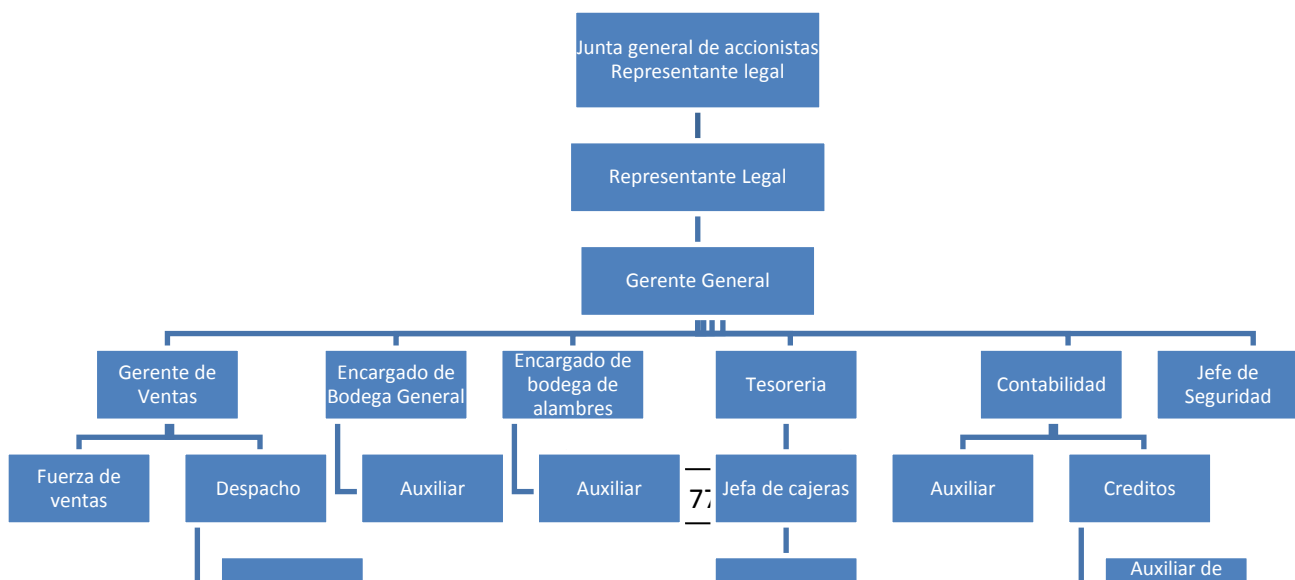 Junta general de accionistas
Representante legal
Representante Legal
Gerente General
Gerente de
Ventas
Encargado de
Bodega General
Encargado de
bodega de
alambres
Tesoreria
Contabilidad
Jefe de
Seguridad
Fuerza de
ventas
Despacho
Auxiliar
Auxiliar
77
Jefa de cajeras
Auxiliar
Creditos
Auxiliar de